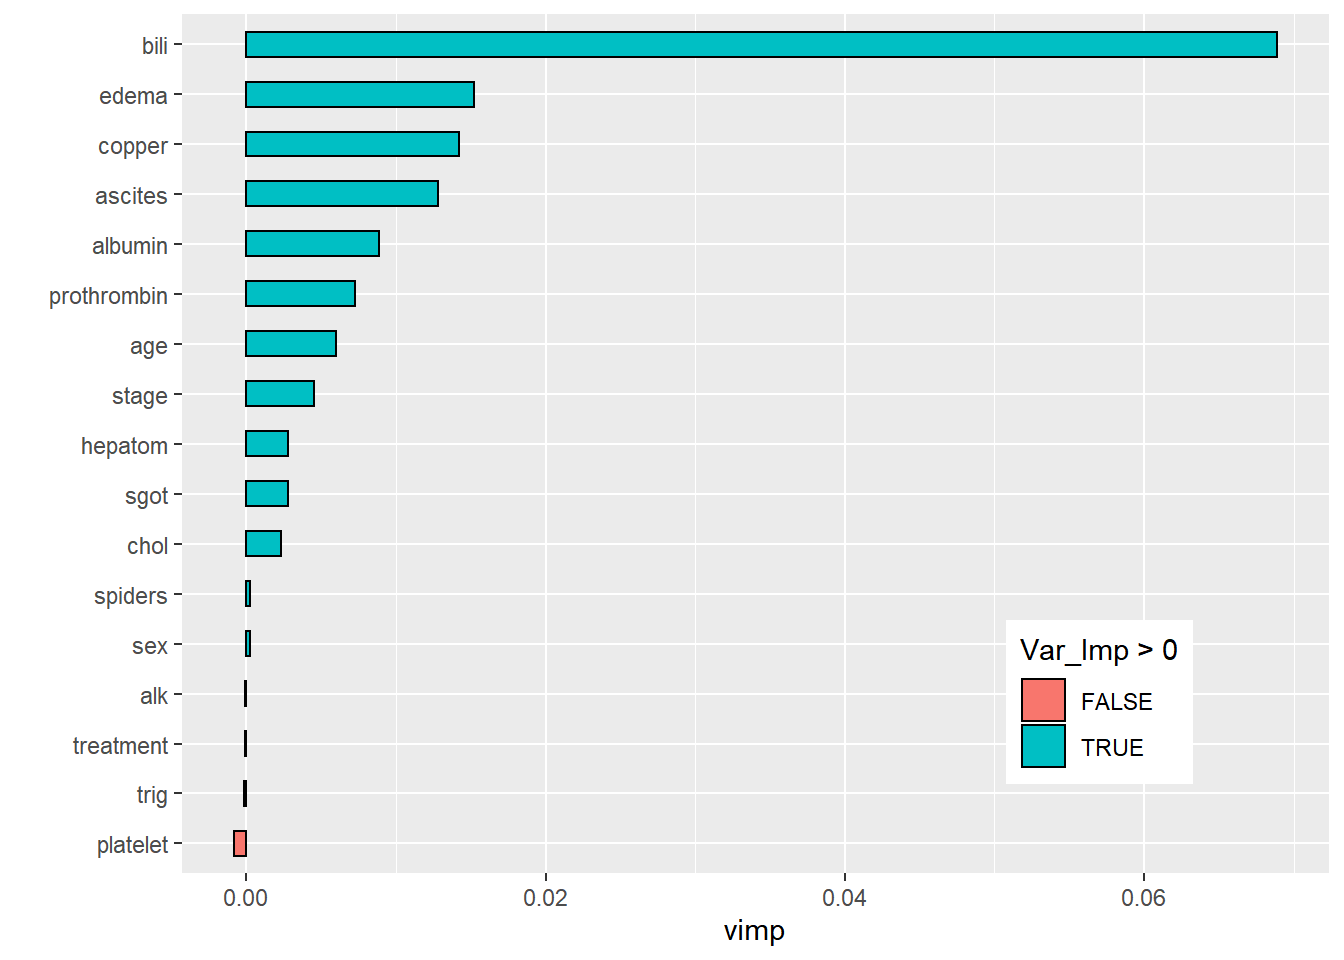 bili
edema
copper
ascites
albumin
prothrombin
age
stage
hepatom
sgot
chol
spiders
sex
alk
treatment
trig
platelet
Var_Imp > 0
FALSE
TRUE
0.00 0.02 0.04 0.06
vimp